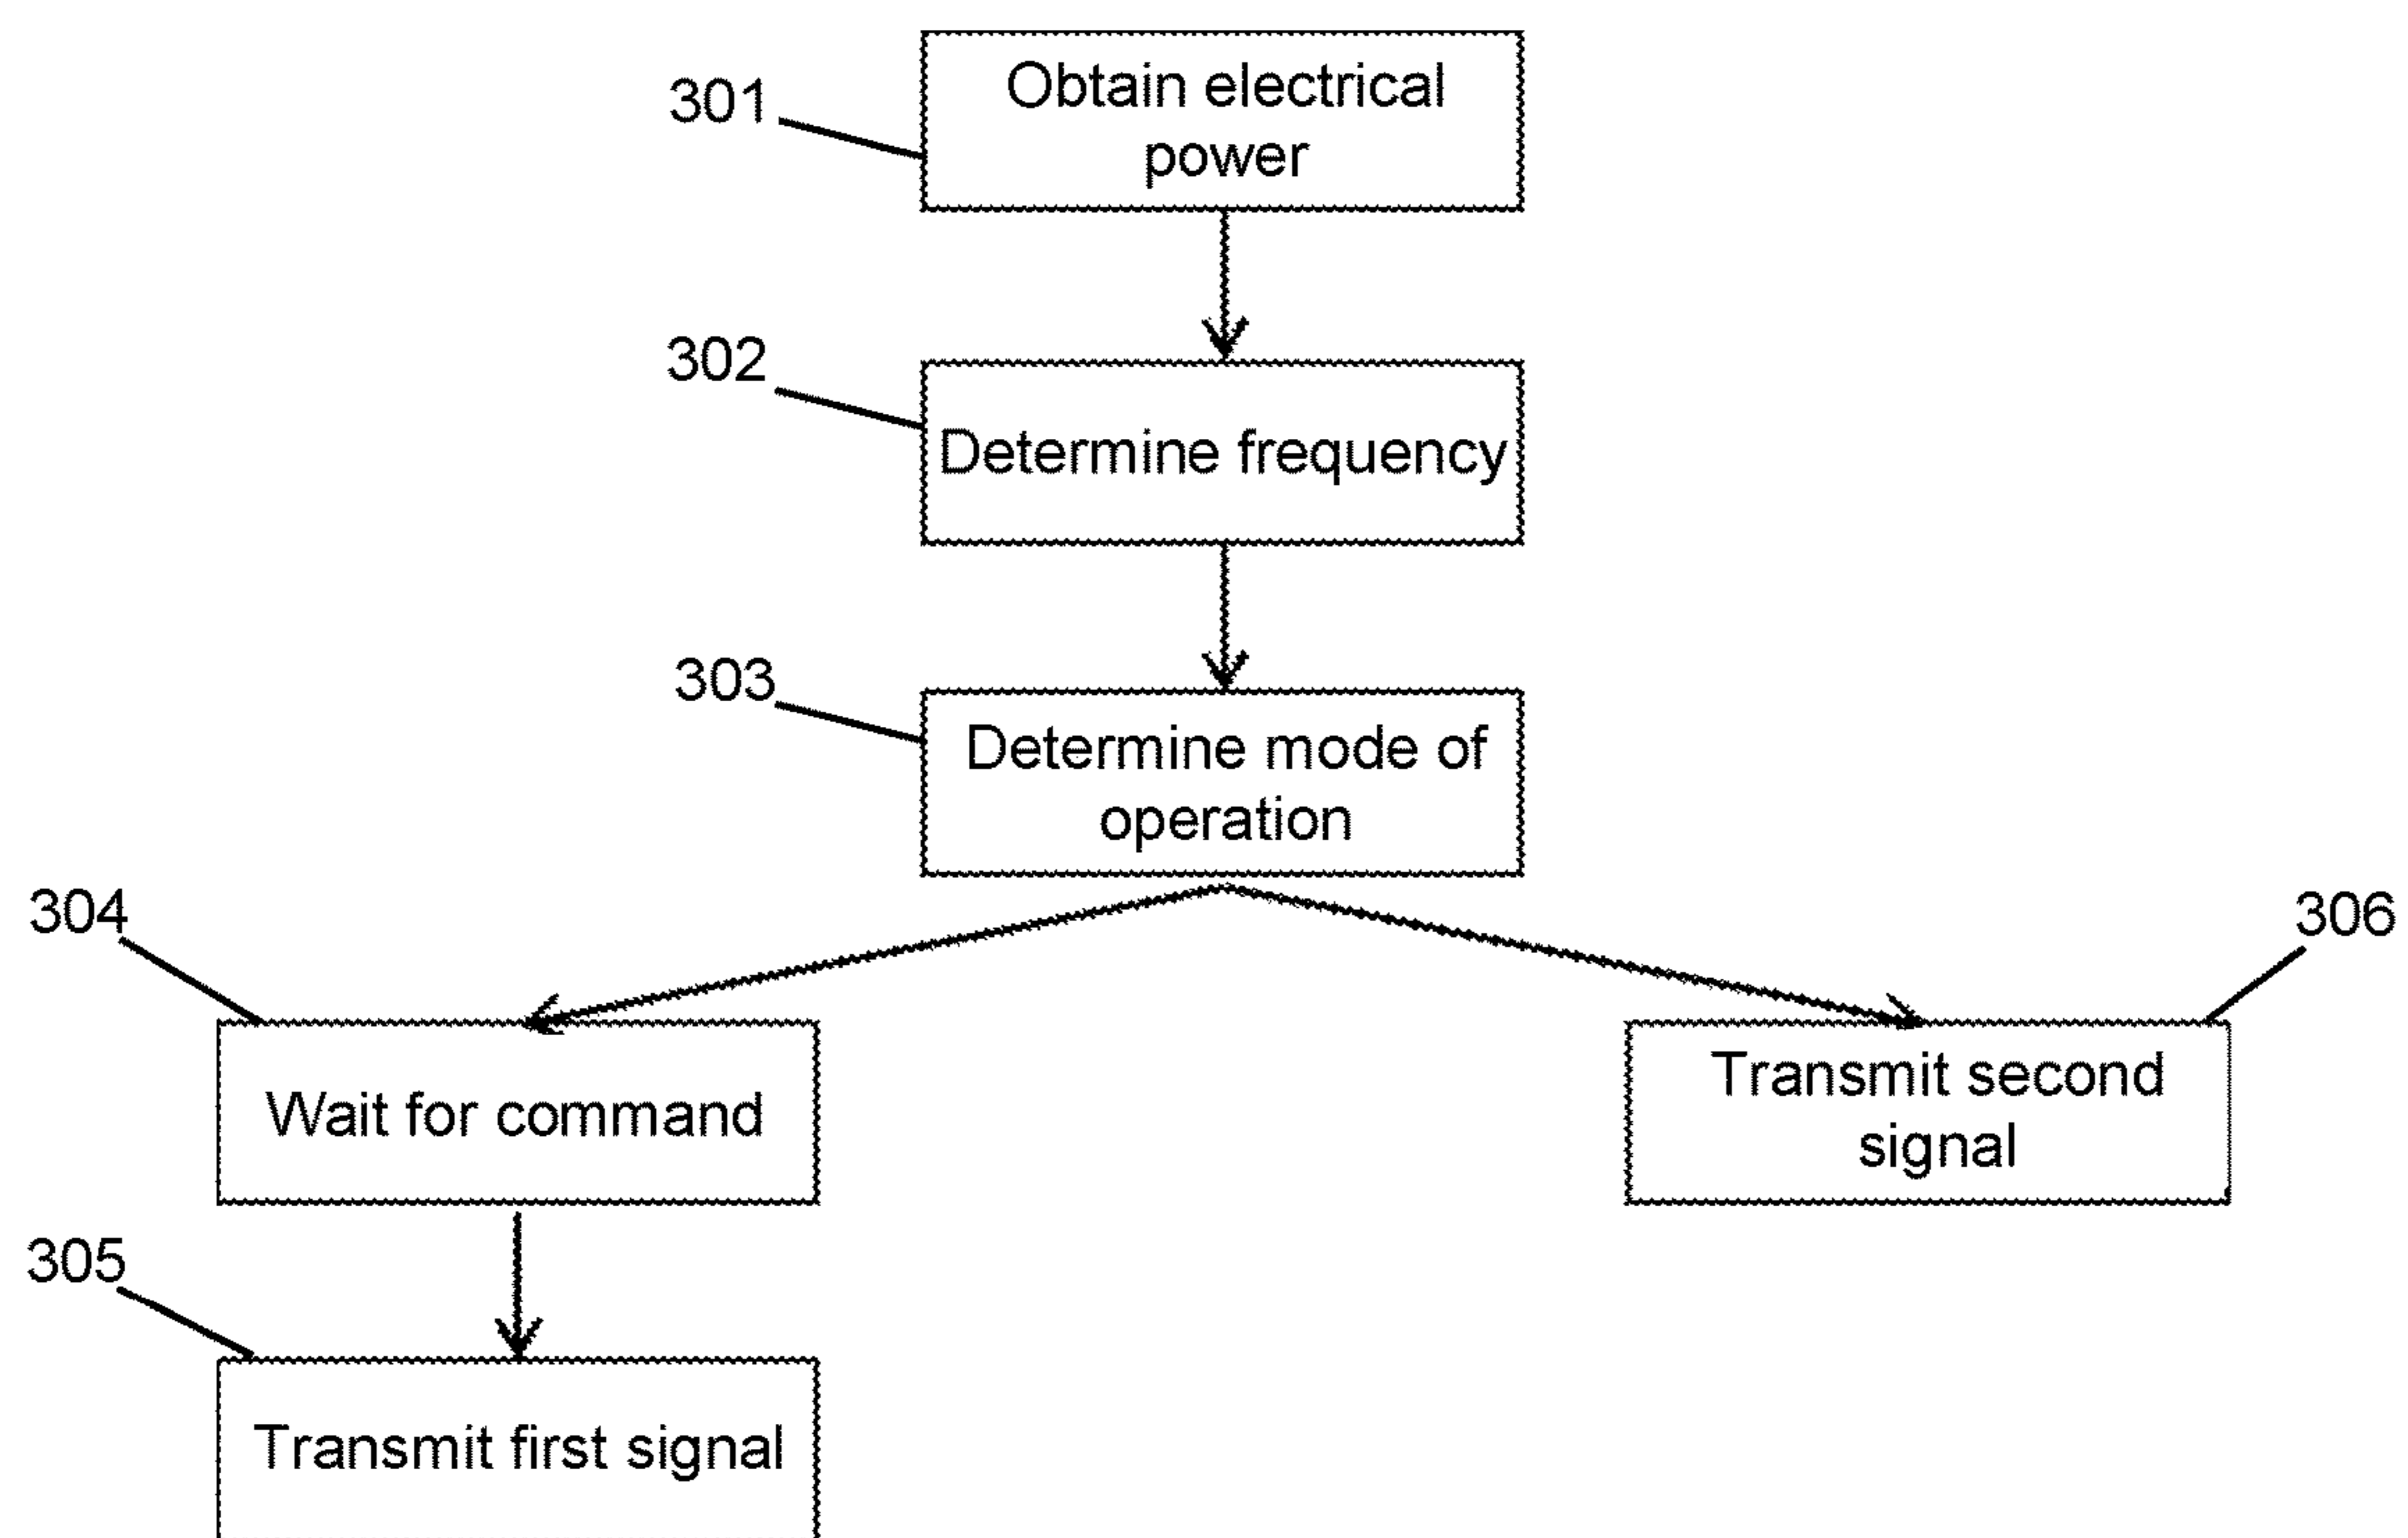 301
Obtain electrical
power
302
Determine frequency
303
Determine mode of
operation
304
306
Wait for command
Transmit second
signal
305
Transmit first signal